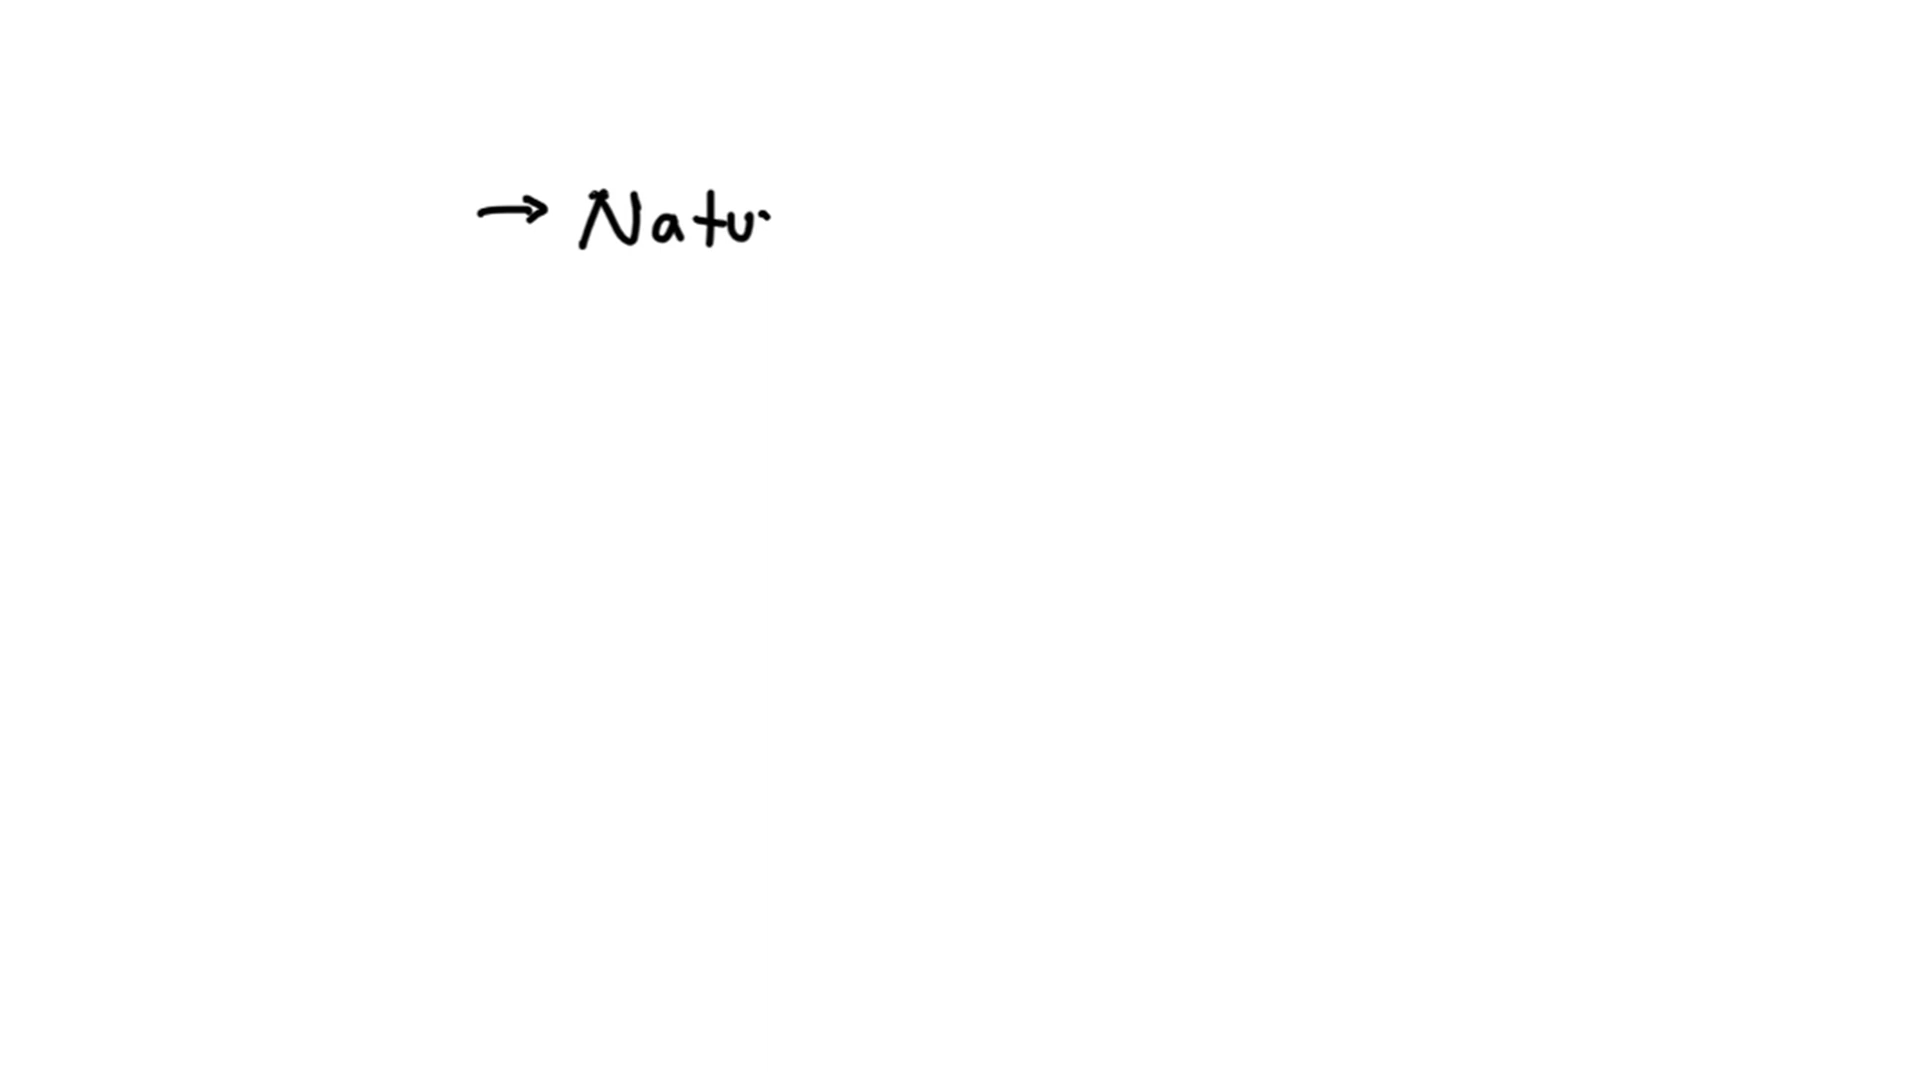 → Natu